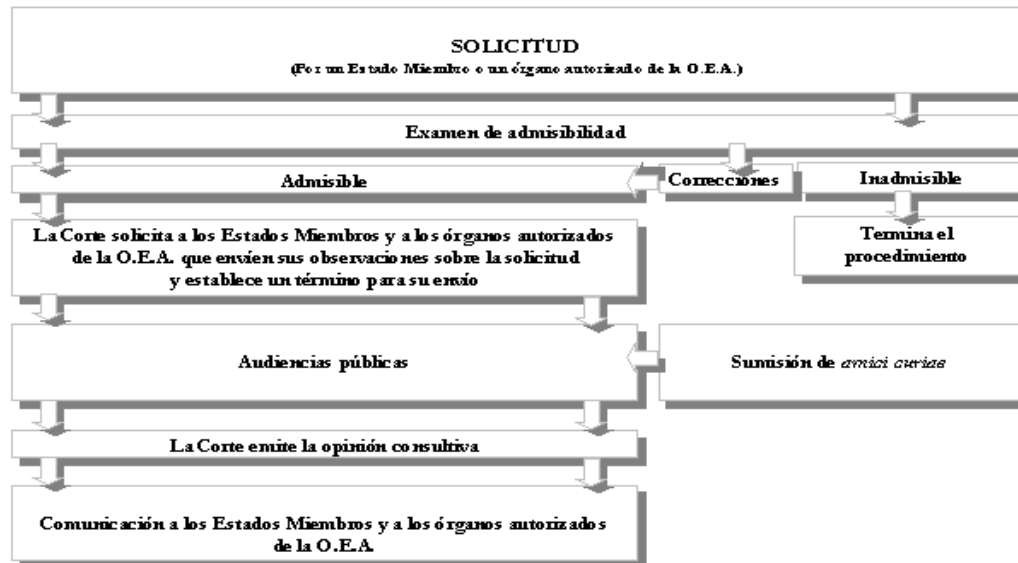 SOLICITUD
(Por un Estado Miembro o un órgano autorizado de la O.E.A.)
Examen de admisibilidad
Admisible
Correcciones
Inadmisible
La Corte solicita a los Estados Miembros y a los órganos autorizados
de la O.E.A. que envíen sus observaciones sobre la solicitud
y establece un término para su envío
Termina el
procedimiento
Audiencias públicas
Sumisión de amici curiae
La Corte emite la opinión consultiva
Comunicación a los Estados Miembros y a los órganos autorizados
de la O.E.A.